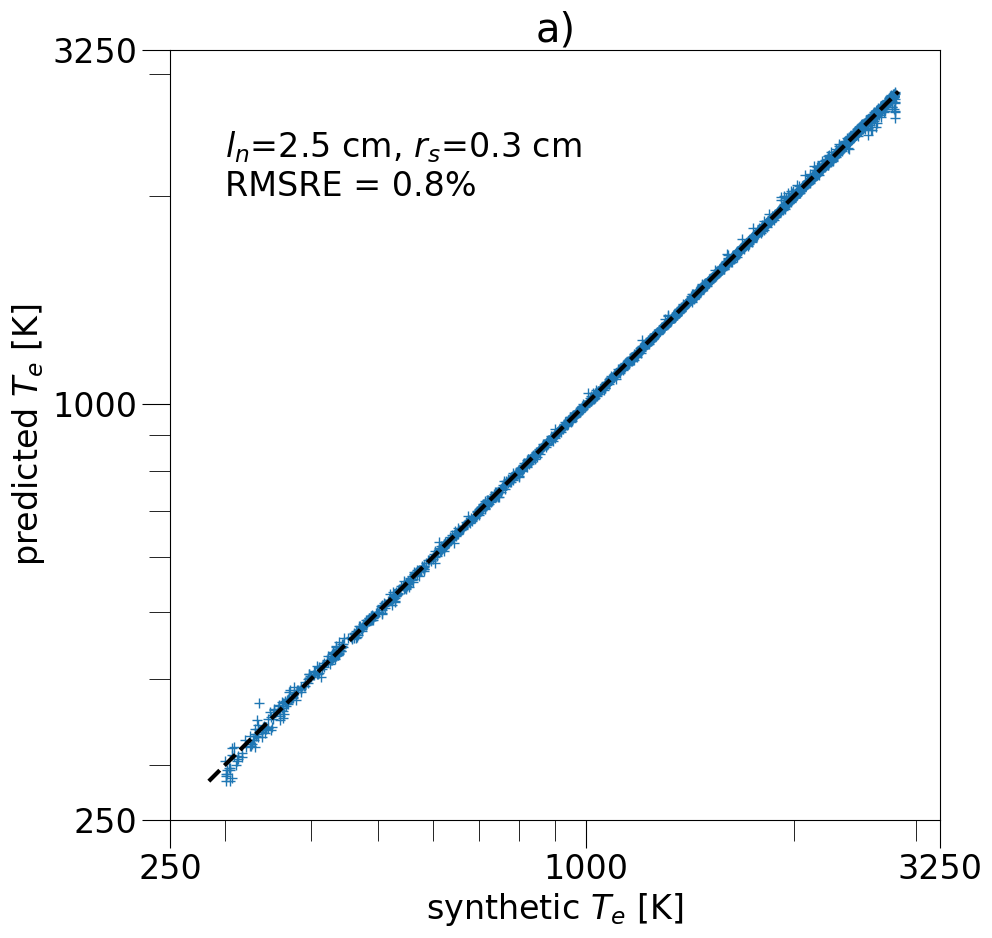 a)
3250
l_n=2.5 cm, r_s=0.3 cm
RMSRE = 0.8%
predicted T_e [K]
1000
250
250 1000 3250
synthetic T_e [K]